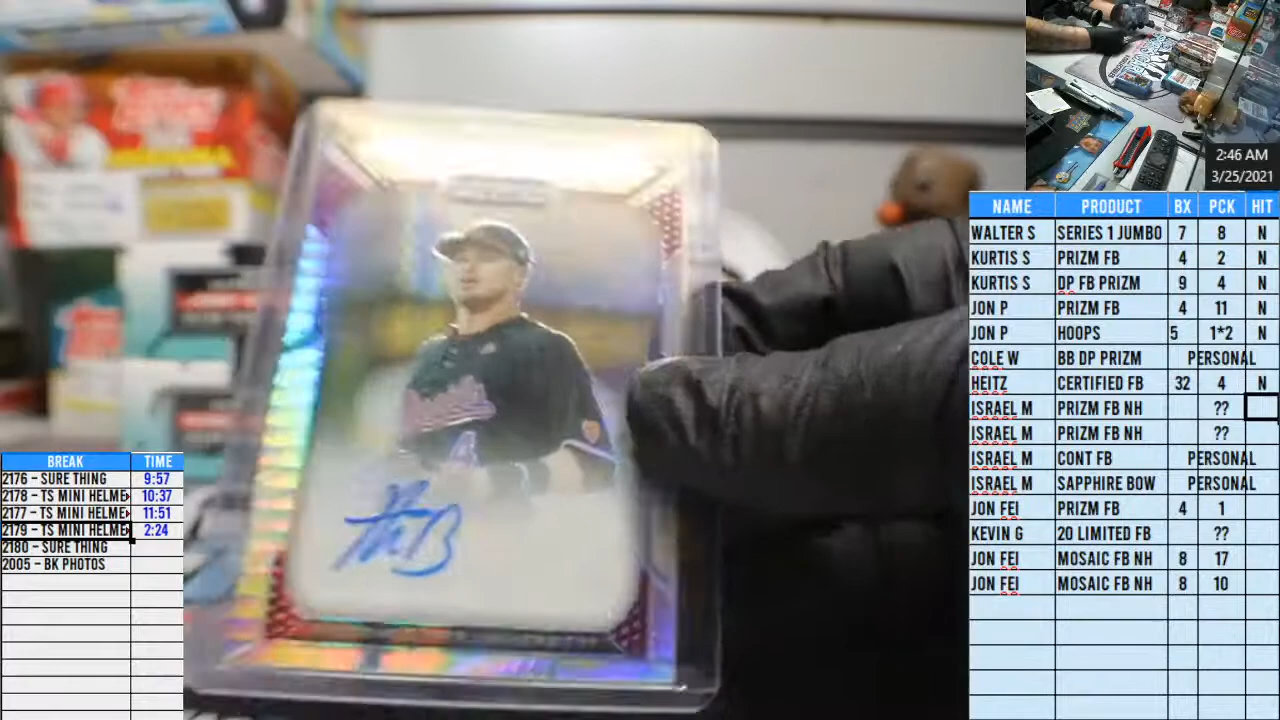 2:46 AM
3/25/2021
NAME PRODUCT BX PCK HIT
WALTER S SERIES 1 JUMBO 7 8 N
KURTIS S PRIZM FB 4 2 N
KURTIS S DP FB PRIZM 9 4 N
JON P PRIZM FB 4 11 N
JON P HOOPS 5 1*2 N
COLE W BB DP PRIZM PERSONAL
HEITZ CERTIFIED FB 32 4 N
ISRAEL M PRIZM FB NH ??
ISRAEL M PRIZM FB NH ??
ISRAEL M CONT FB PERSONAL
ISRAEL M SAPPHIRE BOW PERSONAL
JON FEI PRIZM FB 4 1
KEVIN G 20 LIMITED FB ??
JON FEI MOSAIC FB NH 8 17
JON FEI MOSAIC FB NH 8 10
BREAK TIME
2176 – SURE THING 9:57
2178 – TS MINI HELME 10:37
2177 – TS MINI HELME 11:51
2179 – TS MINI HELME 2:24
2180 – SURE THING
2005 – BK PHOTOS